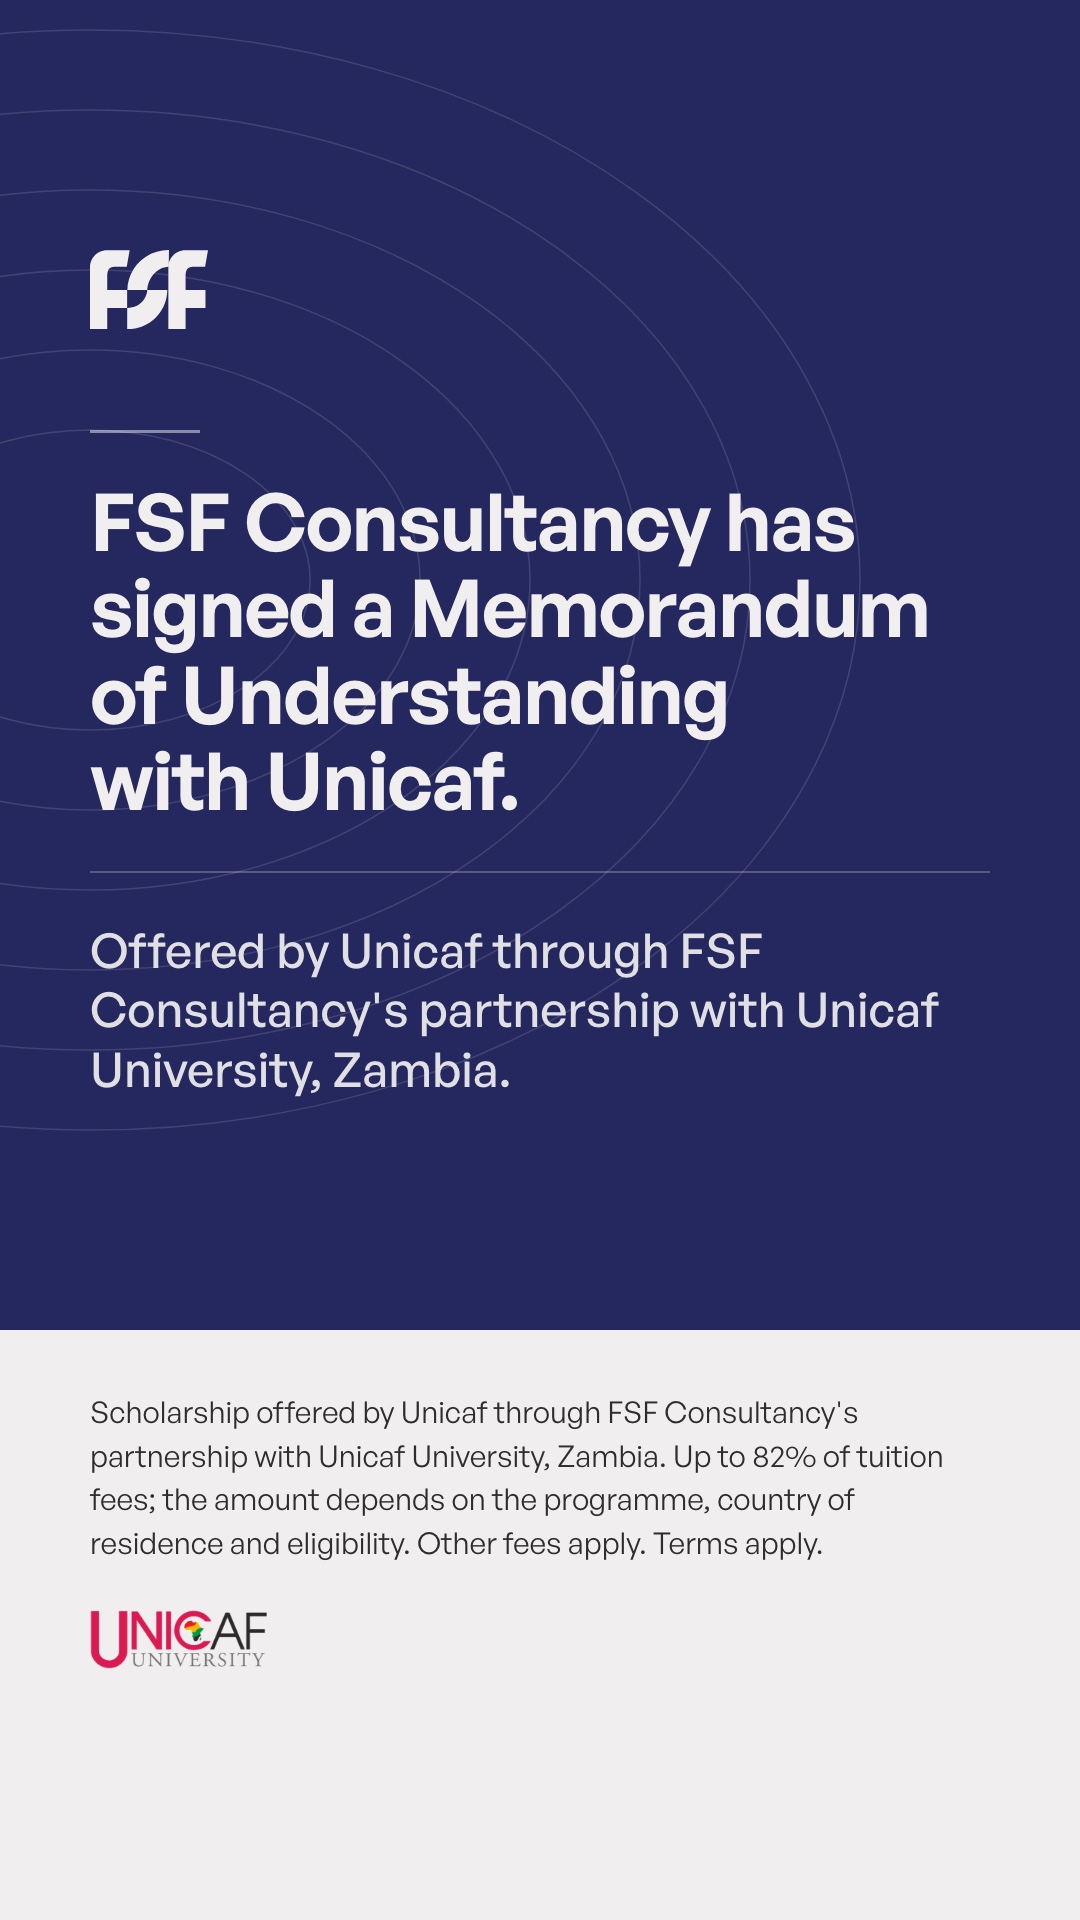 FSF
FSF Consultancy has
signed a Memorandum
of Understanding
with Unicaf.
Offered by Unicaf through FSF
Consultancy's partnership with Unicaf
University, Zambia.
Scholarship offered by Unicaf through FSF Consultancy's
partnership with Unicaf University, Zambia. Up to 82% of tuition
fees; the amount depends on the programme, country of
residence and eligibility. Other fees apply. Terms apply.
UNICAF
UNIVERSITY